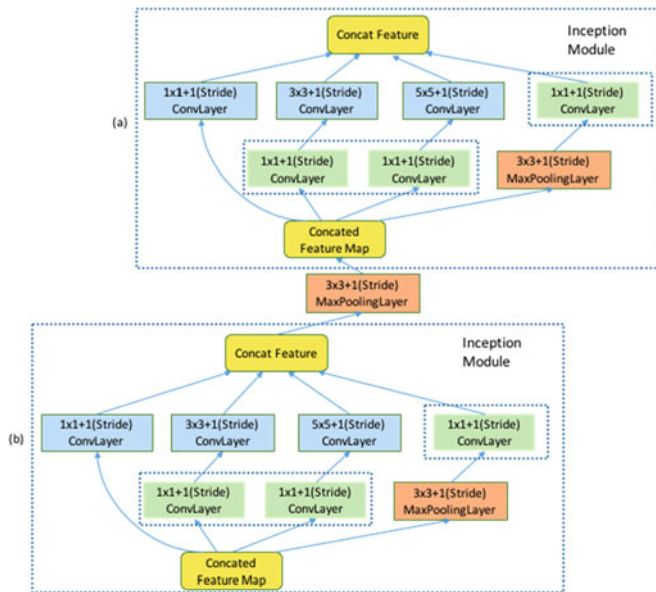 Concat Feature
Inception
Module
1x1+1(Stride)
ConvLayer
3x3+1(Stride)
ConvLayer
5x5+1(Stride)
ConvLayer
1x1+1(Stride)
ConvLayer
(a)
1x1+1(Stride)
ConvLayer
1x1+1(Stride)
ConvLayer
3x3+1(Stride)
MaxPoolingLayer
Concated
Feature Map
3x3+1(Stride)
MaxPoolingLayer
Concat Feature
Inception
Module
1x1+1(Stride)
ConvLayer
3x3+1(Stride)
ConvLayer
5x5+1(Stride)
ConvLayer
1x1+1(Stride)
ConvLayer
(b)
1x1+1(Stride)
ConvLayer
1x1+1(Stride)
ConvLayer
3x3+1(Stride)
MaxPoolingLayer
Concated
Feature Map